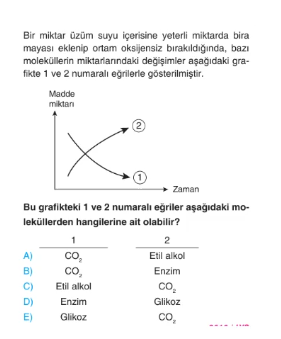 Bir miktar üzüm suyu içerisine yeterli miktarda bira
mayası eklenip ortam oksijensiz bırakıldığında, bazı
moleküllerin miktarlarındaki değişimler aşağıdaki gra-
fikte 1 ve 2 numaralı eğrilerle gösterilmiştir.
Madde
miktarı
2
1
Zaman
Bu grafikteki 1 ve 2 numaralı eğriler aşağıdaki mo-
leküllerden hangilerine ait olabilir?
1 2
A) CO₂ Etil alkol
B) CO₂ Enzim
C) Etil alkol CO₂
D) Enzim Glikoz
E) Glikoz CO₂